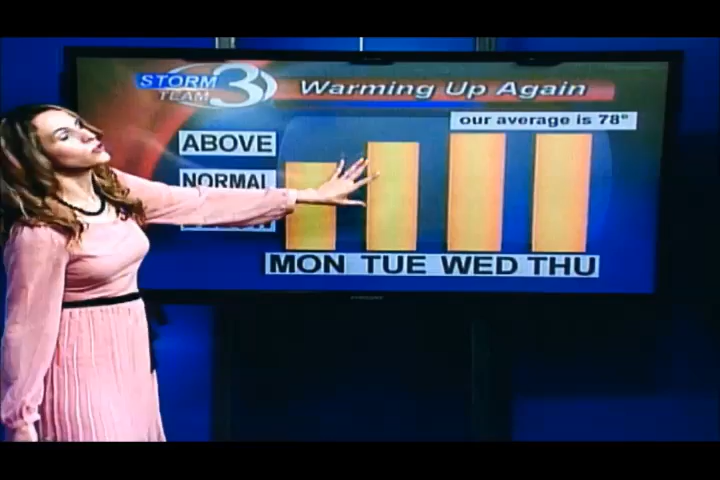 STORM
TEAM 3
Warming Up Again
our average is 78°
ABOVE
NORMAL
MON TUE WED THU